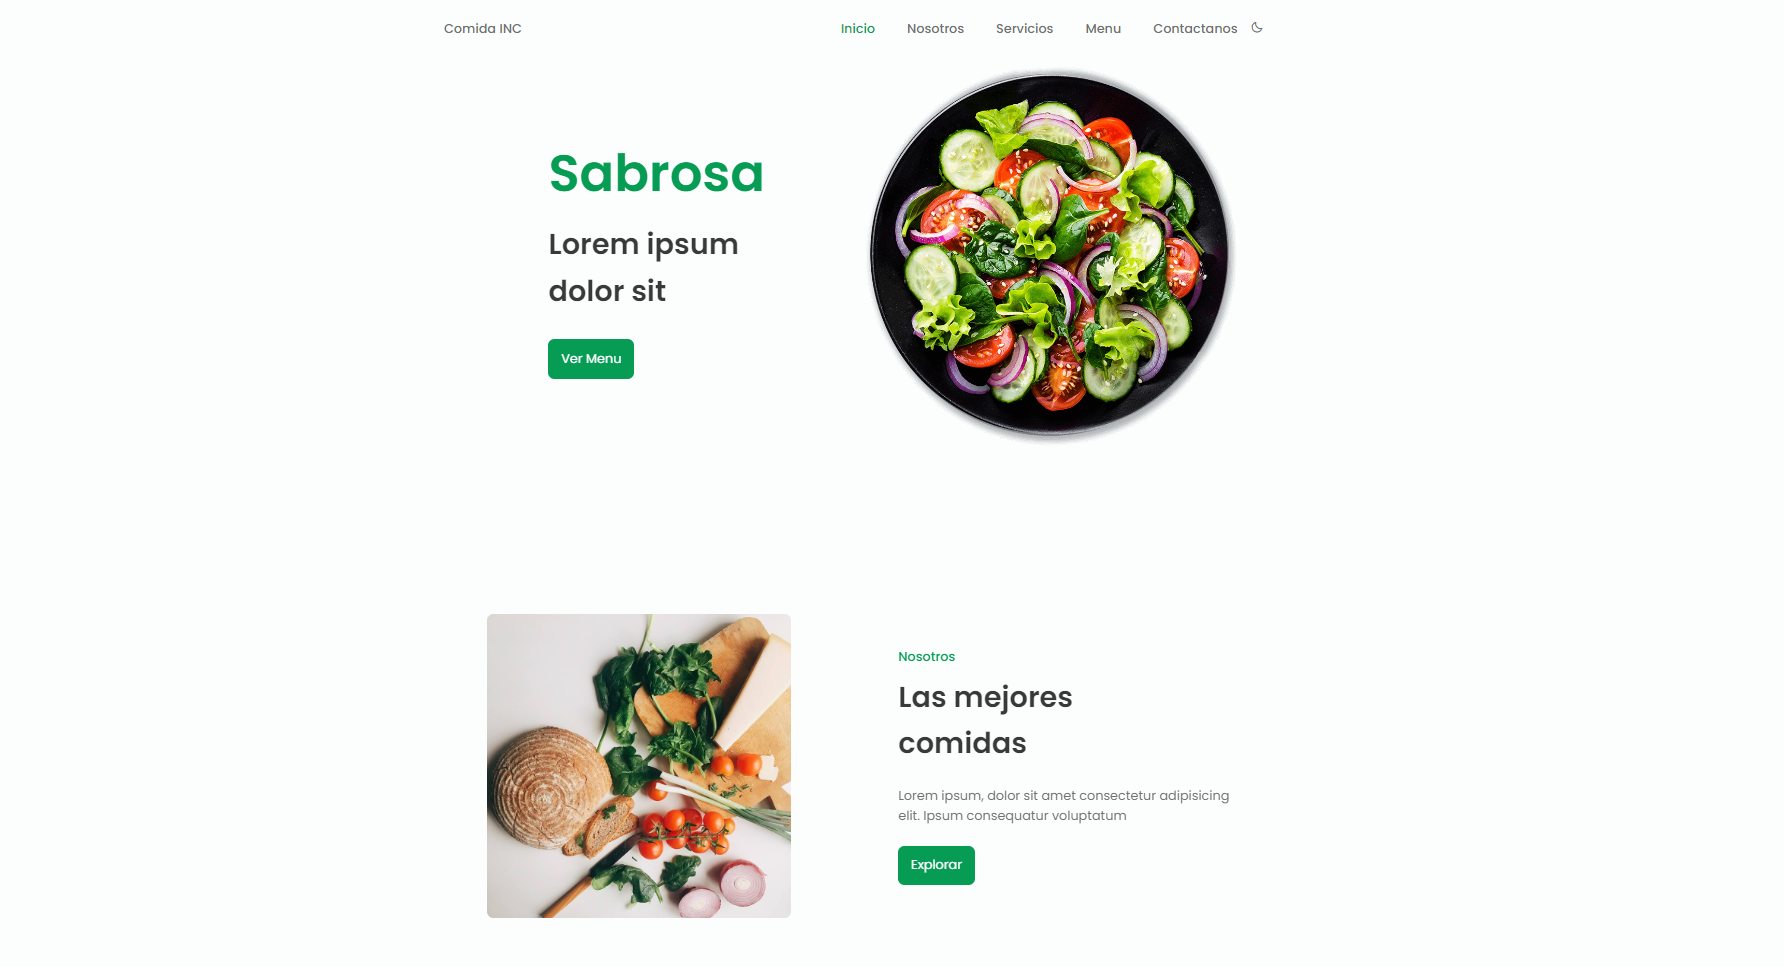 Comida INC
Inicio
Nosotros
Servicios
Menu
Contactanos
Sabrosa
Lorem ipsum
dolor sit
Ver Menu
Nosotros
Las mejores
comidas
Lorem ipsum, dolor sit amet consectetur adipisicing
elit. Ipsum consequatur voluptatum
Explorar